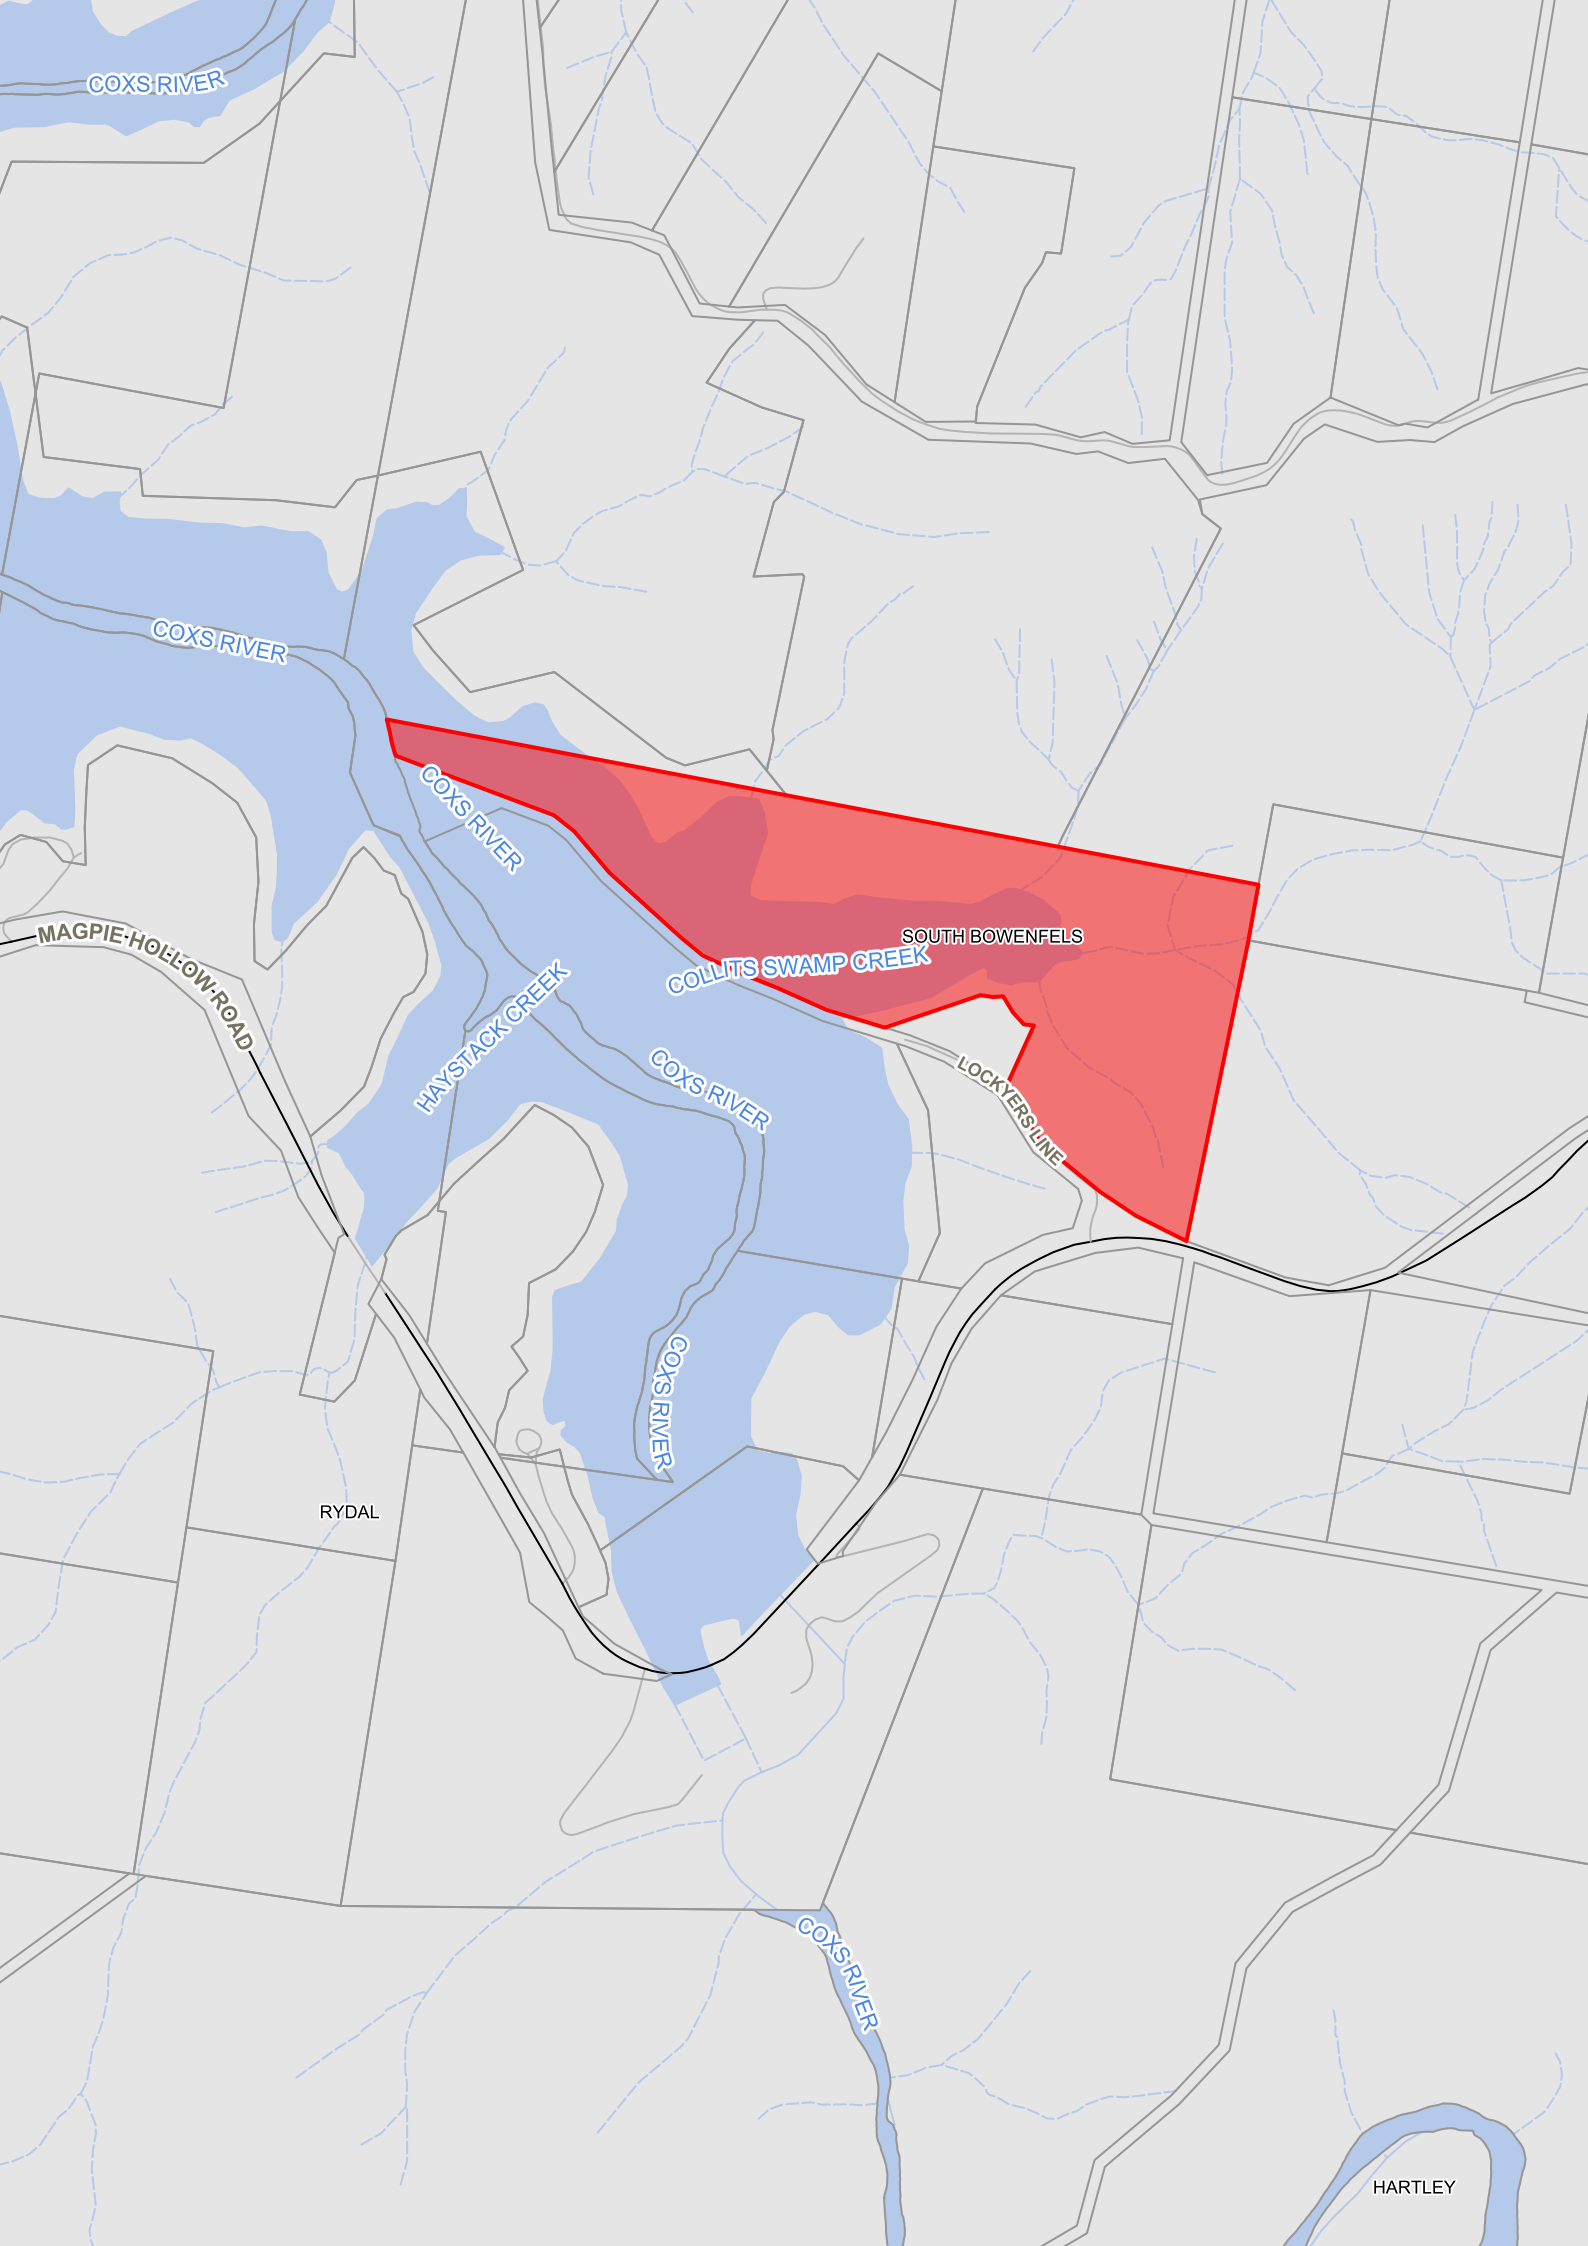 COXS RIVER
COXS RIVER
COXS RIVER
MAGPIE HOLLOW ROAD
SOUTH BOWENFELS
COLLITS SWAMP CREEK
HAYSTACK CREEK
COXS RIVER
LOCKYERS LINE
COXS RIVER
RYDAL
COXS RIVER
HARTLEY